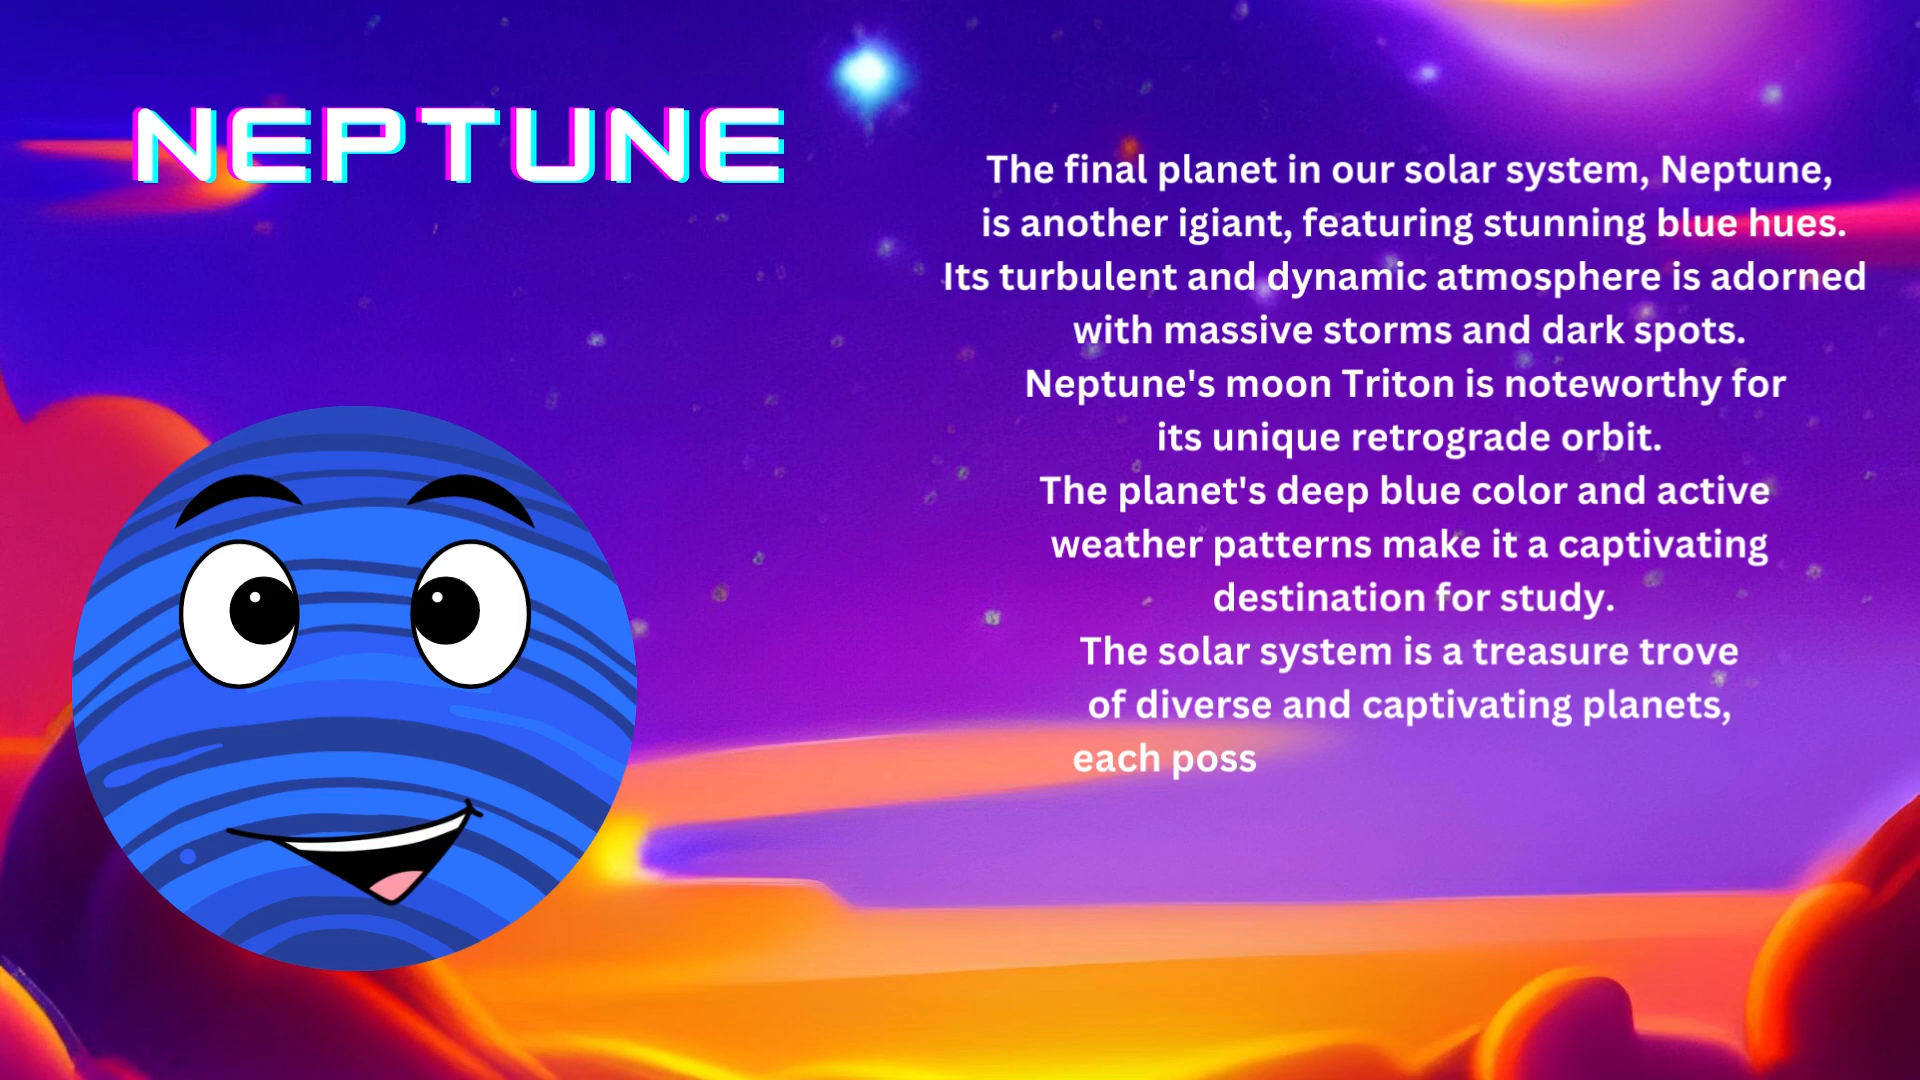 NEPTUNE
The final planet in our solar system, Neptune,
is another igiant, featuring stunning blue hues.
Its turbulent and dynamic atmosphere is adorned
with massive storms and dark spots.
Neptune's moon Triton is noteworthy for
its unique retrograde orbit.
The planet's deep blue color and active
weather patterns make it a captivating
destination for study.
The solar system is a treasure trove
of diverse and captivating planets,
each poss